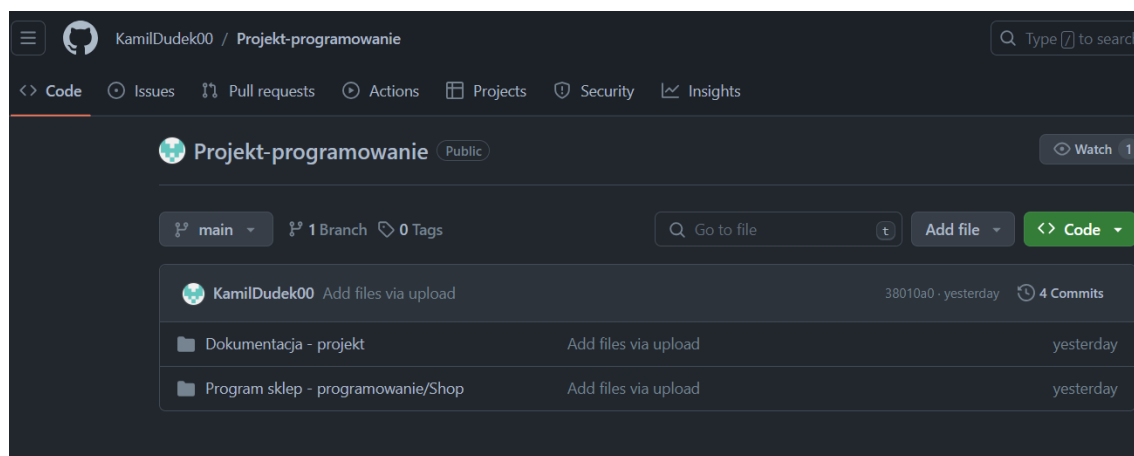 KamilDudek00 / Projekt-programowanie
Type / to search
Code Issues Pull requests Actions Projects Security Insights
Projekt-programowanie Public
Watch 1
main 1 Branch 0 Tags Go to file t Add file Code
KamilDudek00 Add files via upload 38010a0 · yesterday 4 Commits
Dokumentacja - projekt Add files via upload yesterday
Program sklep - programowanie/Shop Add files via upload yesterday